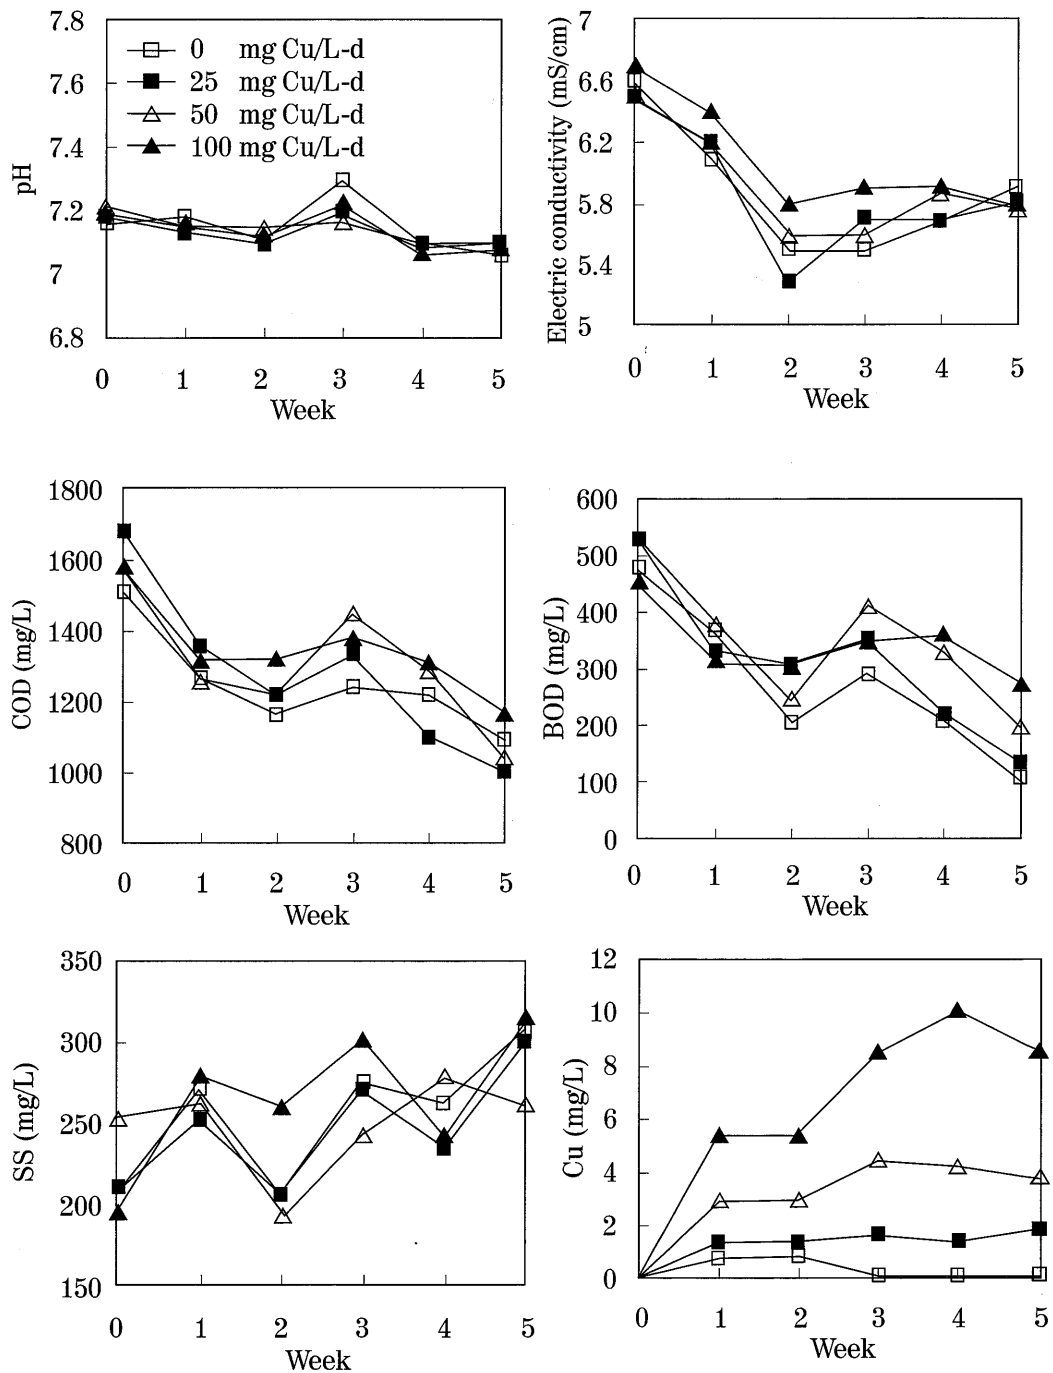 7.8
7.6
7.4
7.2
7
6.8
pH
0 mg Cu/L-d
25 mg Cu/L-d
50 mg Cu/L-d
100 mg Cu/L-d
0 1 2 3 4 5
Week
7
6.6
6.2
5.8
5.4
5
Electric conductivity (mS/cm)
0 1 2 3 4 5
Week
1800
1600
1400
1200
1000
800
COD (mg/L)
0 1 2 3 4 5
Week
600
500
400
300
200
100
0
BOD (mg/L)
0 1 2 3 4 5
Week
350
300
250
200
150
SS (mg/L)
0 1 2 3 4 5
Week
12
10
8
6
4
2
0
Cu (mg/L)
0 1 2 3 4 5
Week